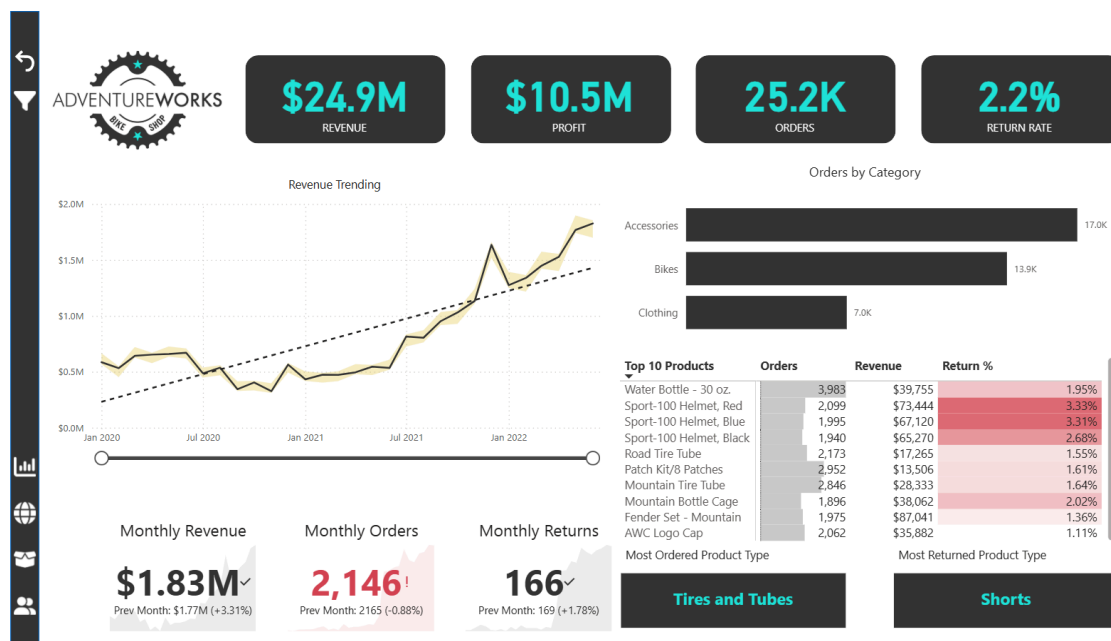 ADVENTUREWORKS
BIKE SHOP
$24.9M
REVENUE
$10.5M
PROFIT
25.2K
ORDERS
2.2%
RETURN RATE
Revenue Trending
$2.0M
$1.5M
$1.0M
$0.5M
$0.0M
Jan 2020 Jul 2020 Jan 2021 Jul 2021 Jan 2022
Orders by Category
Accessories 17.0K
Bikes 13.9K
Clothing 7.0K
Top 10 Products Orders Revenue Return %
Water Bottle - 30 oz. 3,983 $39,755 1.95%
Sport-100 Helmet, Red 2,099 $73,444 3.33%
Sport-100 Helmet, Blue 1,995 $67,120 3.31%
Sport-100 Helmet, Black 1,940 $65,270 2.68%
Road Tire Tube 2,173 $17,265 1.55%
Patch Kit/8 Patches 2,952 $13,506 1.61%
Mountain Tire Tube 2,846 $28,333 1.64%
Mountain Bottle Cage 1,896 $38,062 2.02%
Fender Set - Mountain 1,975 $87,041 1.36%
AWC Logo Cap 2,062 $35,882 1.11%
Monthly Revenue
$1.83M✓
Prev Month: $1.77M (+3.31%)
Monthly Orders
2,146!
Prev Month: 2165 (-0.88%)
Monthly Returns
166✓
Prev Month: 169 (+1.78%)
Most Ordered Product Type
Tires and Tubes
Most Returned Product Type
Shorts